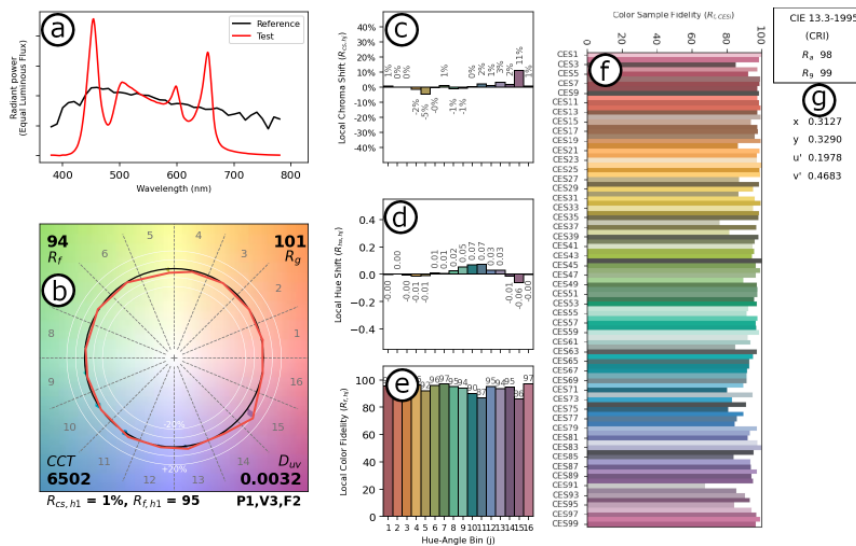 a
Reference
Test
Radiant power
(Equal Luminous Flux)
400 500 600 700 800
Wavelength (nm)
b
94
Rf
101
Rg
5 4
6 3
8 1
9 16
10 15
11 14
12 13
-20%
+20%
CCT
6502
Duv
0.0032
Rcs,h1 = 1%, Rf,h1 = 95
P1,V3,F2
c
Local Chroma Shift (Rcs,hj)
40%
30%
20%
10%
0%
-10%
-20%
-30%
-40%
1% 0% 0% -2% -5% -0% 1% -1% -1% 0% 2% 1% 3% 2% 11% 1%
d
Local Hue Shift (Rhs,hj)
0.4
0.2
0.0
-0.2
-0.4
-0.00 0.00 -0.00 -0.01 -0.01 0.01 0.01 0.02 0.05 0.07 0.07 0.03 0.03 -0.01 -0.06 -0.00
e
Local Color Fidelity (Rf,hj)
100
80
60
40
20
0
92 96 97 95 94 90 87 95 94 95 86 97
1 2 3 4 5 6 7 8 9 10 11 12 13 14 15 16
Hue-Angle Bin (j)
Color Sample Fidelity (Rf,CESi)
0 20 40 60 80 100
f
CES1
CES3
CES5
CES7
CES9
CES11
CES13
CES15
CES17
CES19
CES21
CES23
CES25
CES27
CES29
CES31
CES33
CES35
CES37
CES39
CES41
CES43
CES45
CES47
CES49
CES51
CES53
CES55
CES57
CES59
CES61
CES63
CES65
CES67
CES69
CES71
CES73
CES75
CES77
CES79
CES81
CES83
CES85
CES87
CES89
CES91
CES93
CES95
CES97
CES99
CIE 13.3-1995
(CRI)
Ra 98
R9 99
g
x 0.3127
y 0.3290
u' 0.1978
v' 0.4683